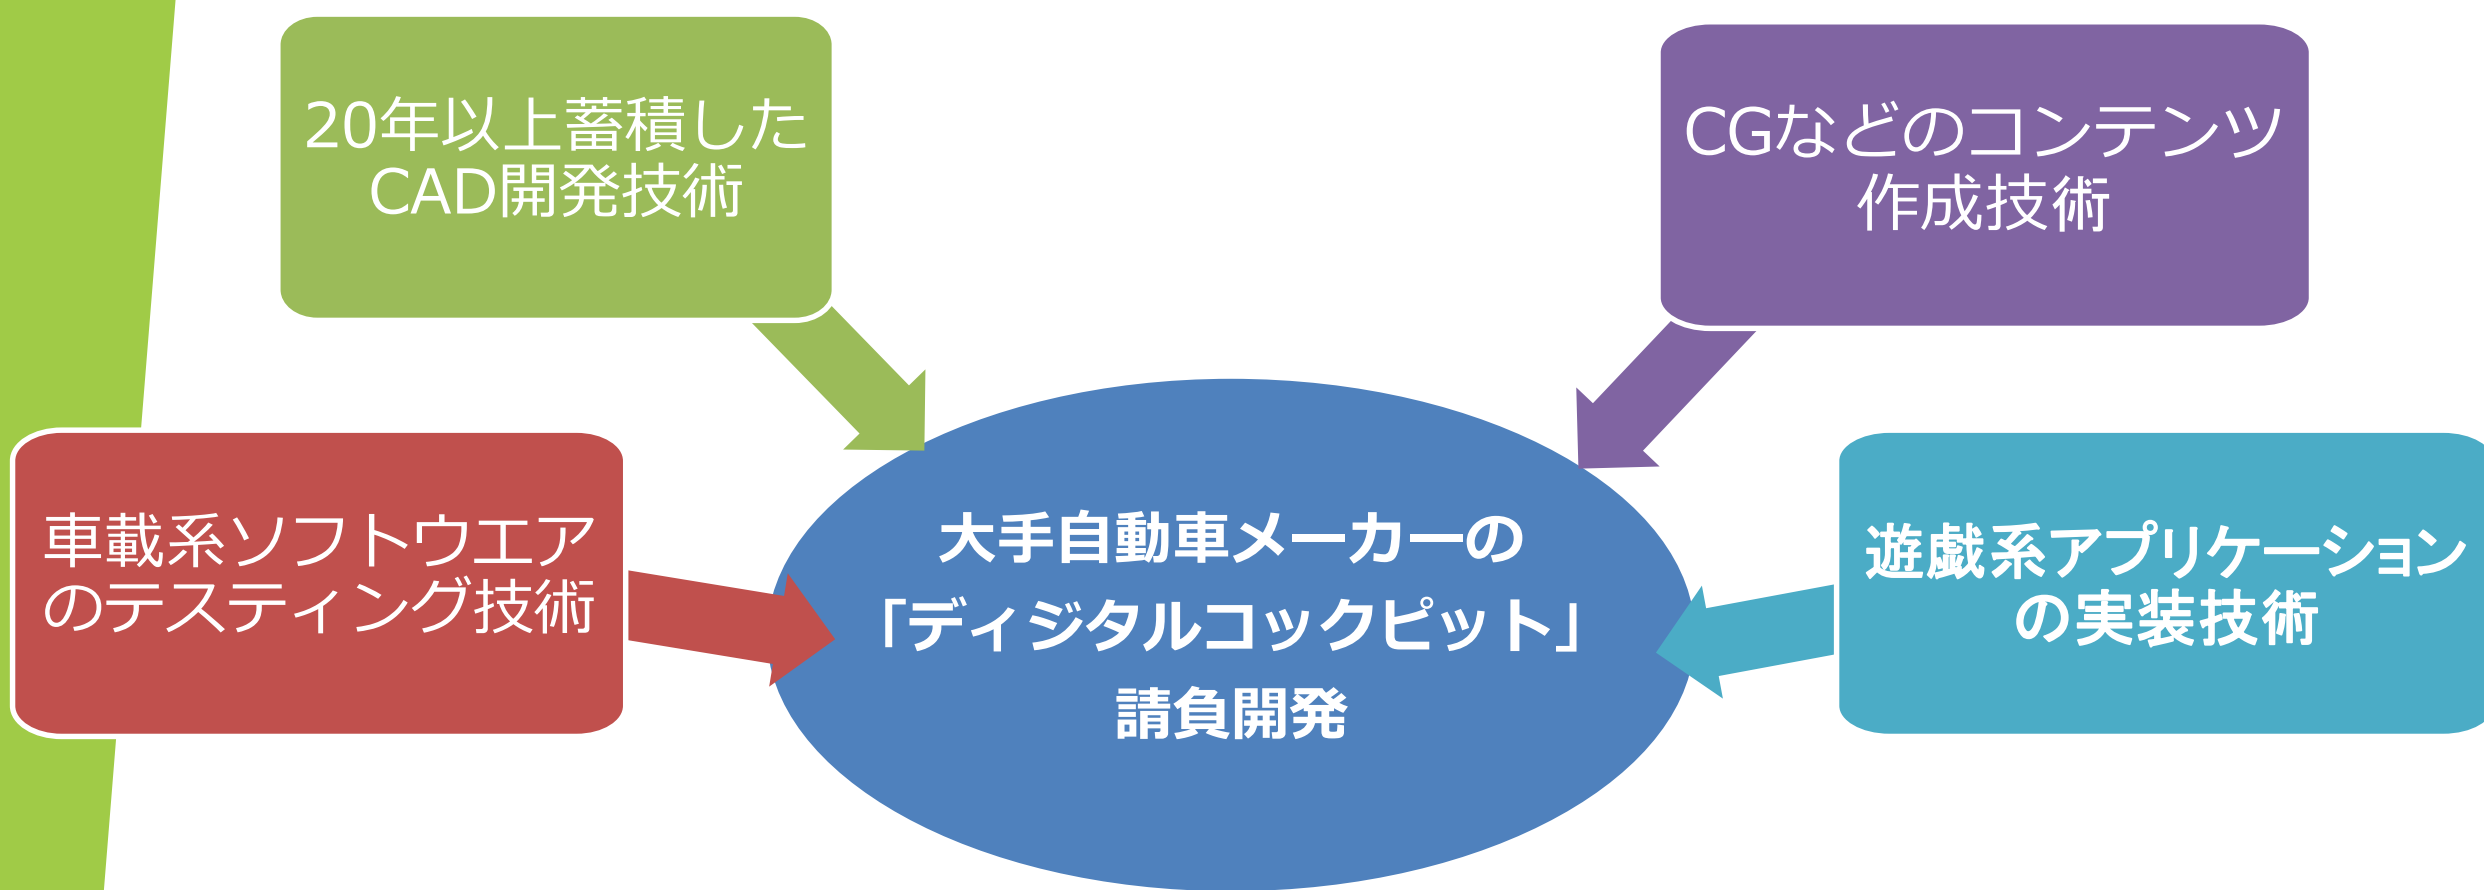 20年以上蓄積した
CAD開発技術
CGなどのコンテンツ
作成技術
車載系ソフトウエア
のテスティング技術
大手自動車メーカーの
「ディジタルコックピット」
請負開発
遊戯系アプリケーション
の実装技術